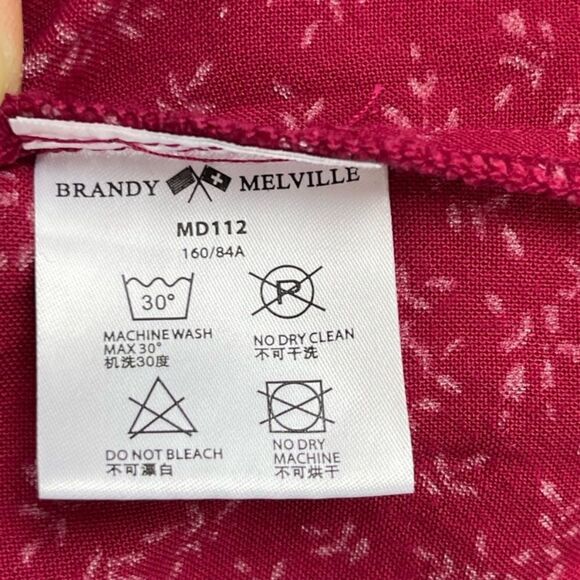 BRANDY MELVILLE
MD112
160/84A
30°
MACHINE WASH
MAX 30°
机洗30度
P
NO DRY CLEAN
不可干洗
DO NOT BLEACH
不可漂白
NO DRY
MACHINE
不可烘干